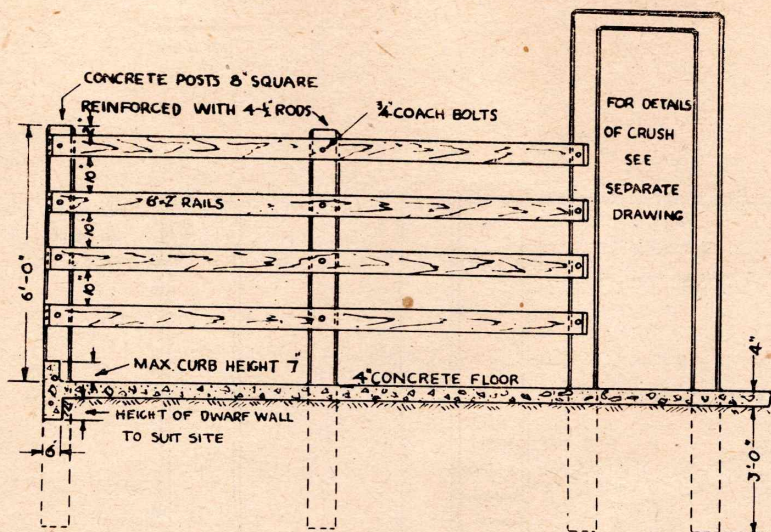 CONCRETE POSTS 8" SQUARE
REINFORCED WITH 4-½" RODS
¾" COACH BOLTS
FOR DETAILS
OF CRUSH
SEE
SEPARATE
DRAWING
10"
6"×2" RAILS
10"
10"
6'-0"
MAX. CURB HEIGHT 7"
4" CONCRETE FLOOR
4"
HEIGHT OF DWARF WALL
TO SUIT SITE
6"
3'-0"